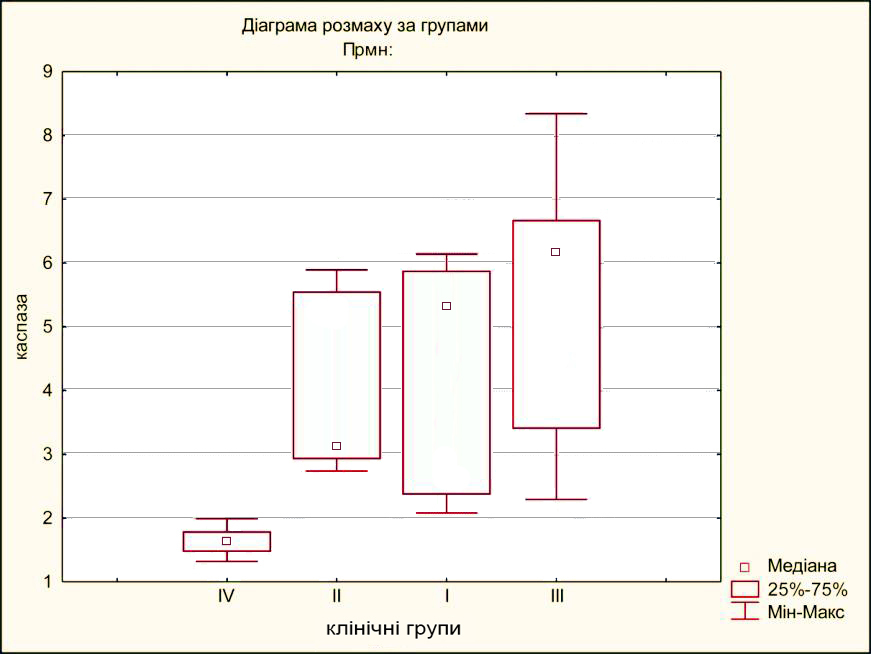 Діаграма розмаху за групами
Прмн:
9
8
7
6
5
4
3
2
1
каспаза
IV II I III
клінічні групи
Медіана
25%-75%
Мін-Макс